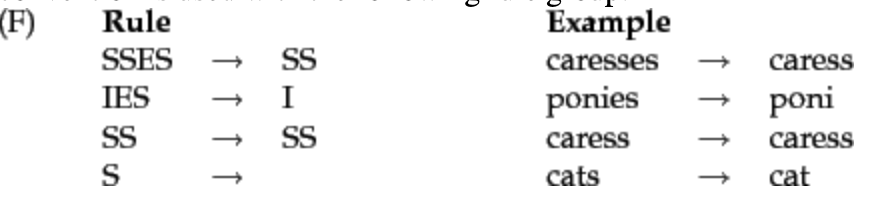 (F) Rule Example
SSES → SS caresses → caress
IES → I ponies → poni
SS → SS caress → caress
S → cats → cat